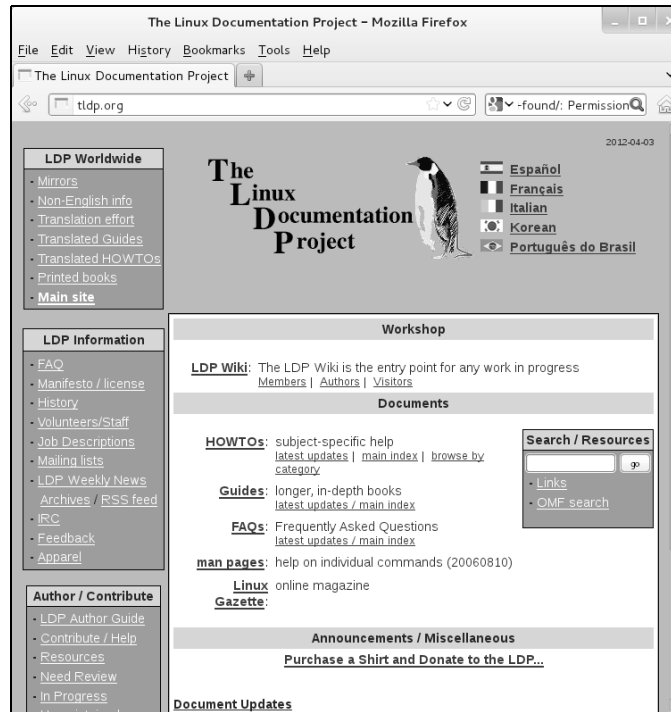 The Linux Documentation Project – Mozilla Firefox
File Edit View History Bookmarks Tools Help
The Linux Documentation Project
tldp.org
-found/: Permission
2012-04-03
LDP Worldwide
- Mirrors
- Non-English info
- Translation effort
- Translated Guides
- Translated HOWTOs
- Printed books
- Main site
The
Linux
Documentation
Project
Español
Français
Italian
Korean
Português do Brasil
LDP Information
- FAQ
- Manifesto / license
- History
- Volunteers/Staff
- Job Descriptions
- Mailing lists
- LDP Weekly News
Archives / RSS feed
- IRC
- Feedback
- Apparel
Author / Contribute
- LDP Author Guide
- Contribute / Help
- Resources
- Need Review
- In Progress
Workshop
LDP Wiki: The LDP Wiki is the entry point for any work in progress
Members | Authors | Visitors
Documents
HOWTOs: subject-specific help
latest updates | main index | browse by
category
Guides: longer, in-depth books
latest updates / main index
FAQs: Frequently Asked Questions
latest updates / main index
man pages: help on individual commands (20060810)
Linux online magazine
Gazette:
Search / Resources
go
- Links
- OMF search
Announcements / Miscellaneous
Purchase a Shirt and Donate to the LDP...
Document Updates